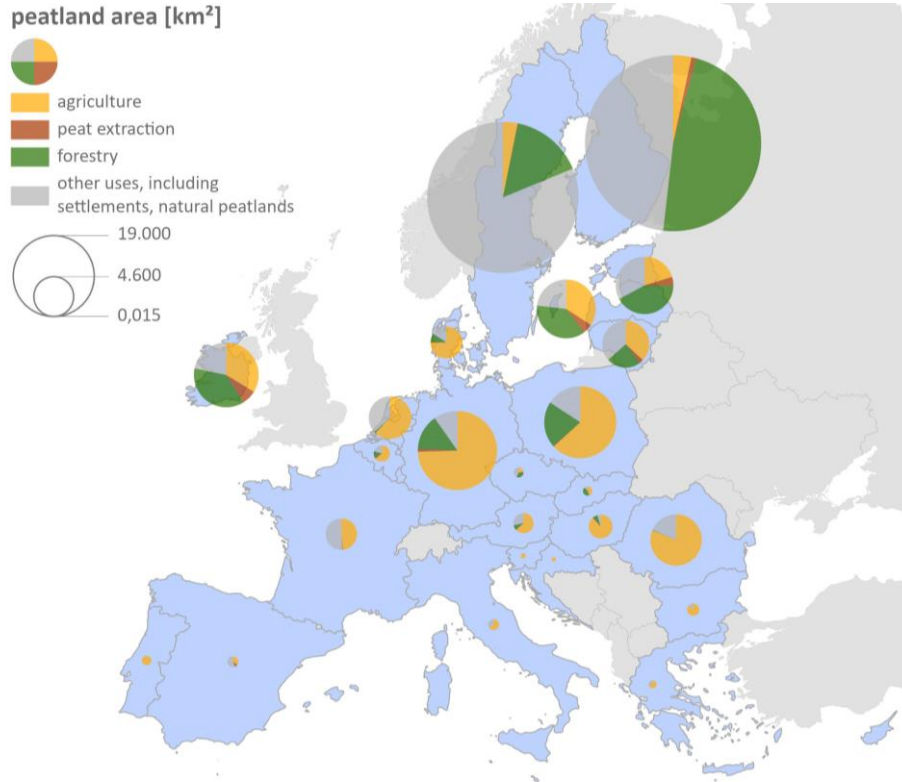 peatland area [km²]
agriculture
peat extraction
forestry
other uses, including
settlements, natural peatlands
19.000
4.600
0,015